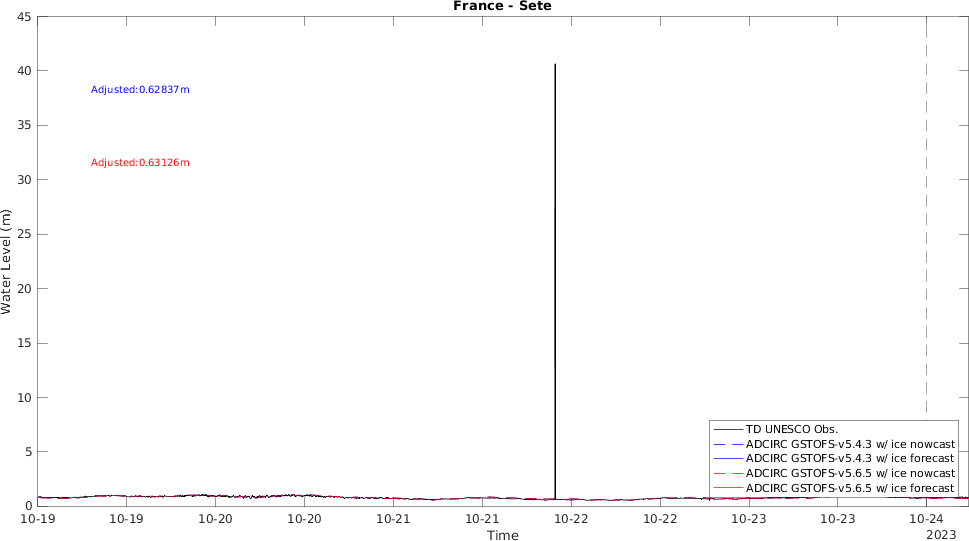 France - Sete
45
40
35
30
25
20
15
10
5
0
Water Level (m)
Adjusted:0.62837m
Adjusted:0.63126m
TD UNESCO Obs.
ADCIRC GSTOFS-v5.4.3 w/ ice nowcast
ADCIRC GSTOFS-v5.4.3 w/ ice forecast
ADCIRC GSTOFS-v5.6.5 w/ ice nowcast
ADCIRC GSTOFS-v5.6.5 w/ ice forecast
10-19 10-19 10-20 10-20 10-21 10-21 10-22 10-22 10-23 10-23 10-24
2023
Time